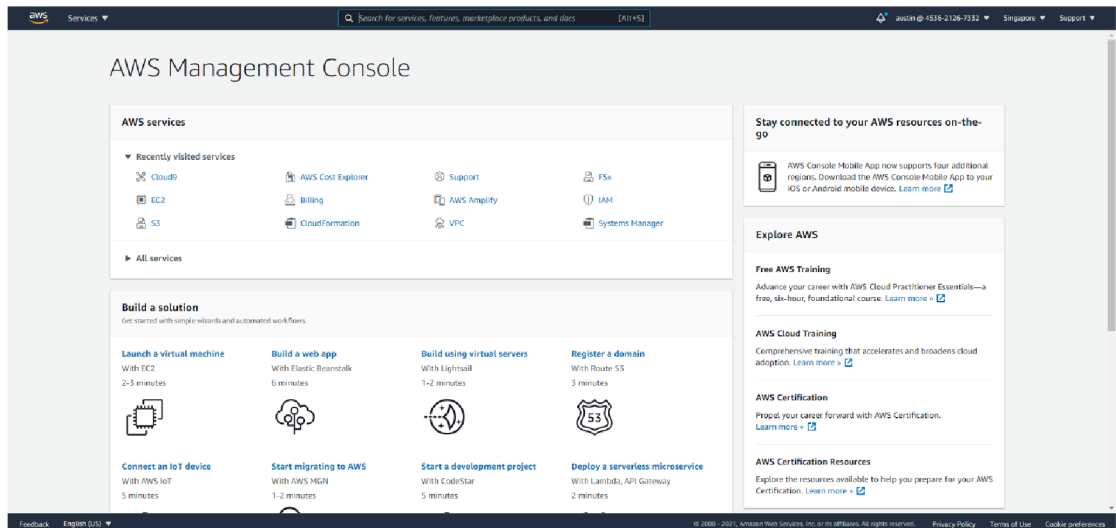 aws
Services ▼
Search for services, features, marketplace products, and docs
[Alt+S]
austin @ 4536-2126-7332 ▼
Singapore ▼
Support ▼
AWS Management Console
AWS services
▼ Recently visited services
Cloud9
AWS Cost Explorer
Support
FSx
EC2
Billing
AWS Amplify
IAM
S3
CloudFormation
VPC
Systems Manager
▶ All services
Build a solution
Get started with simple wizards and automated workflows.
Launch a virtual machine
With EC2
2-3 minutes
Build a web app
With Elastic Beanstalk
6 minutes
Build using virtual servers
With Lightsail
1-2 minutes
Register a domain
With Route 53
3 minutes
53
Connect an IoT device
With AWS IoT
5 minutes
Start migrating to AWS
With AWS MGN
1-2 minutes
Start a development project
With CodeStar
5 minutes
Deploy a serverless microservice
With Lambda, API Gateway
2 minutes
Stay connected to your AWS resources on-the-
go
AWS Console Mobile App now supports four additional
regions. Download the AWS Console Mobile App to your
iOS or Android mobile device. Learn more
Explore AWS
Free AWS Training
Advance your career with AWS Cloud Practitioner Essentials—a
free, six-hour, foundational course. Learn more »
AWS Cloud Training
Comprehensive training that accelerates and broadens cloud
adoption. Learn more »
AWS Certification
Propel your career forward with AWS Certification.
Learn more »
AWS Certification Resources
Explore the resources available to help you prepare for your AWS
Certification. Learn more »
Feedback
English (US) ▼
© 2008 - 2021, Amazon Web Services, Inc. or its affiliates. All rights reserved.
Privacy Policy
Terms of Use
Cookie preferences